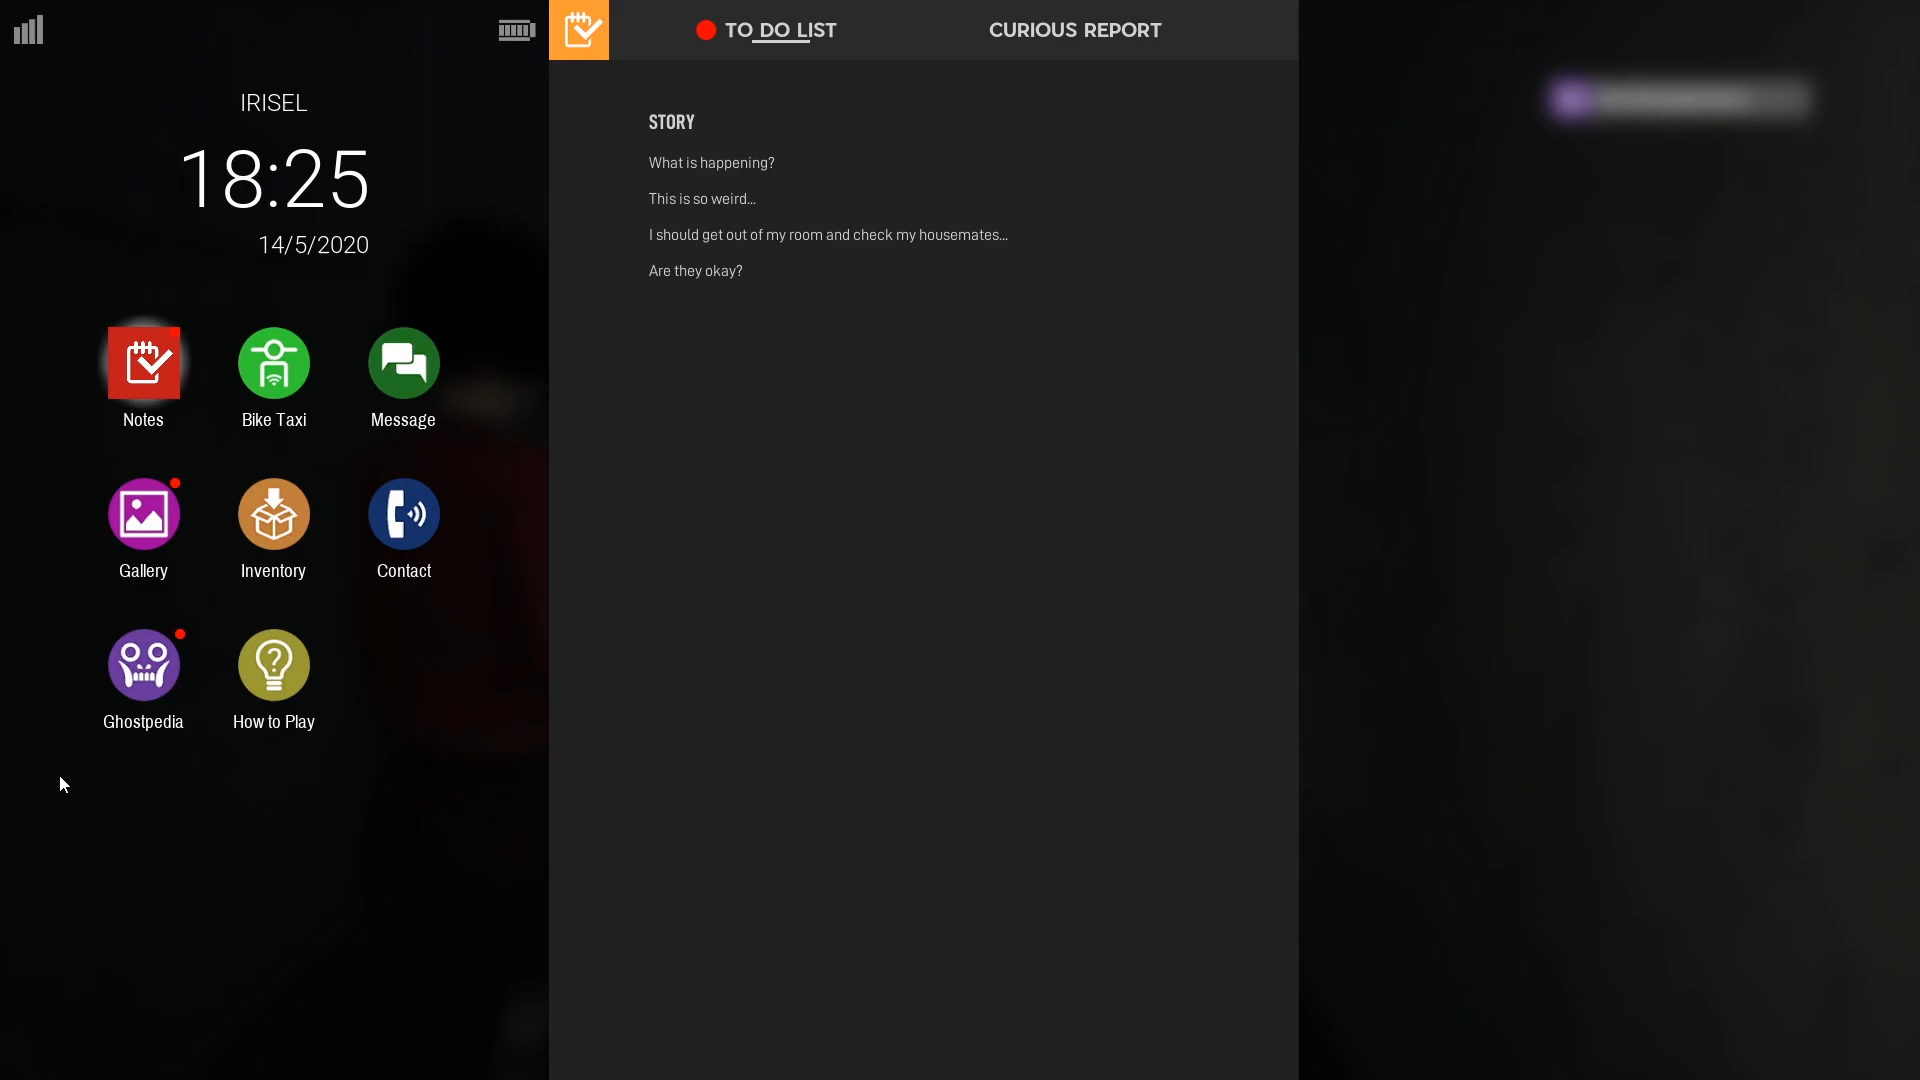 IRISEL
18:25
14/5/2020
Notes
Bike Taxi
Message
Gallery
Inventory
Contact
Ghostpedia
How to Play
TO DO LIST
CURIOUS REPORT
STORY
What is happening?
This is so weird...
I should get out of my room and check my housemates...
Are they okay?